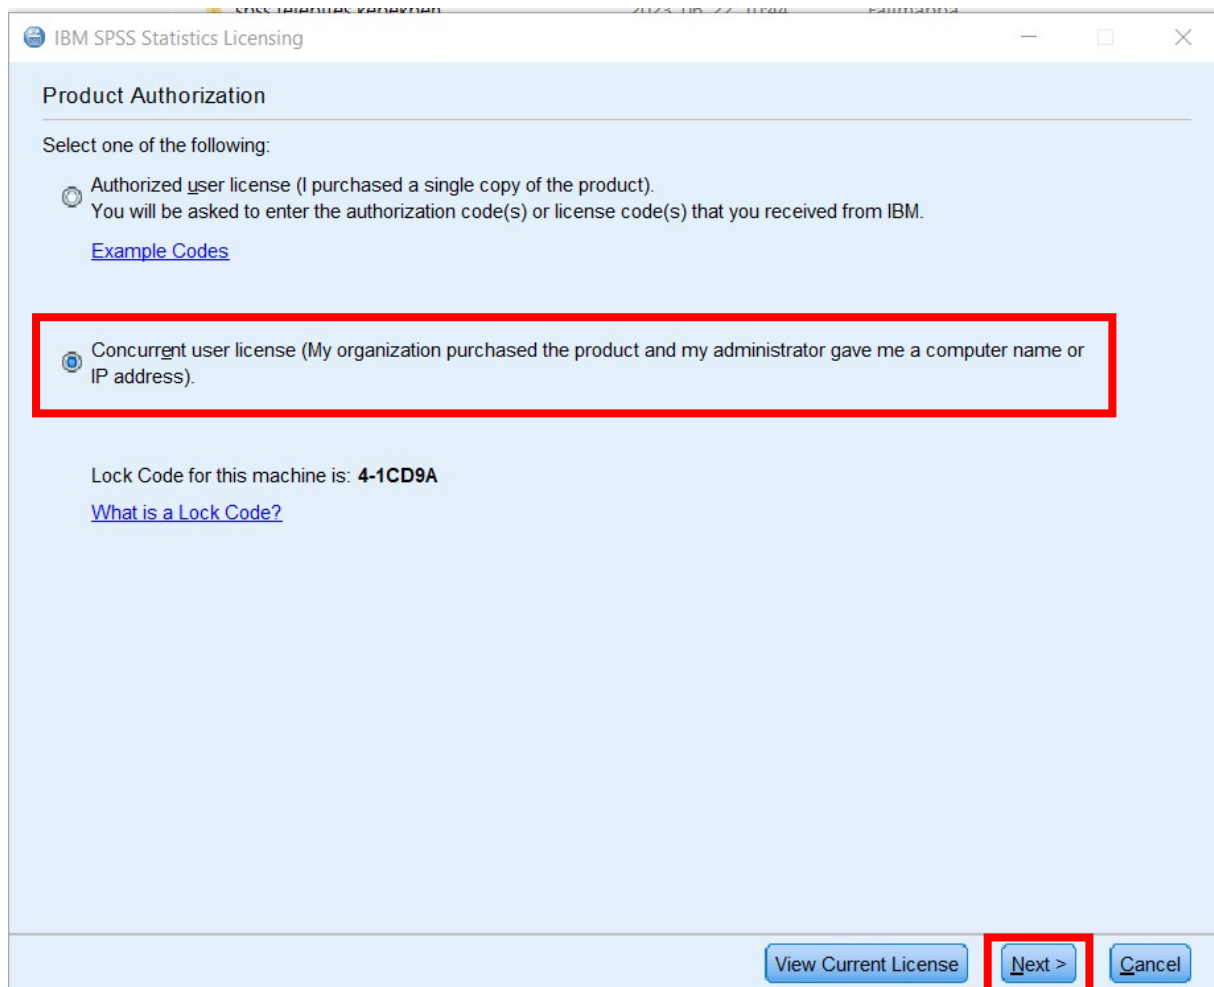 IBM SPSS Statistics Licensing
Product Authorization
Select one of the following:
Authorized user license (I purchased a single copy of the product).
You will be asked to enter the authorization code(s) or license code(s) that you received from IBM.
Example Codes
Concurrent user license (My organization purchased the product and my administrator gave me a computer name or
IP address).
Lock Code for this machine is: 4-1CD9A
What is a Lock Code?
View Current License Next > Cancel